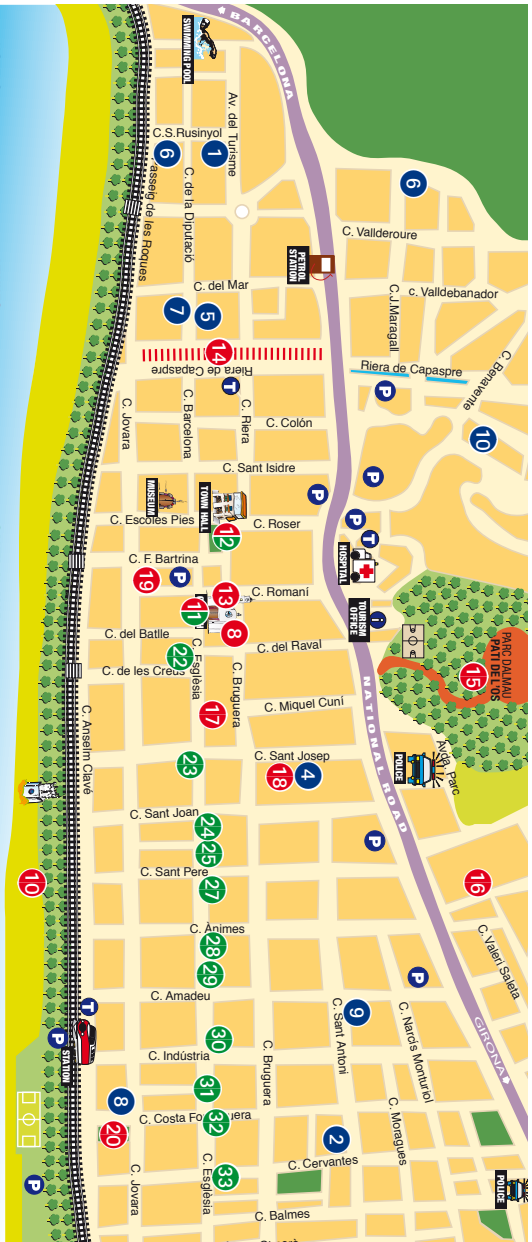 BARCELONA
SWIMMING POOL
Av. del Turisme
C.S.Rusinyol
1
6
6
Passeig de les Roques
C. de la Diputació
C. Vallderoure
PETROL
STATION
C. del Mar
C.J.Maragall
c. Valldebanador
7
5
14
Riera de Capaspre
Riera de Capaspre
C. Benavente
T
P
C. Jovara
C. Barcelona
C. Riera
C. Colón
10
C. Sant Isidre
P
P
MUSEUM
TOWN HALL
C. Escoles Pies
C. Roser
12
P
T
HOSPITAL
C. F. Bartrina
19
P
C. Romaní
13
11
8
TOURISM
OFFICE
i
C. del Batlle
C. del Raval
22
C. de les Creus
C. Església
C. Bruguera
PARC DALMAU
PATI DE L'OS
15
NATIONAL ROAD
C. Miquel Cuní
17
C. Anselm Clavé
C. Sant Josep
23
18
4
POLICE
Avda. Parc
C. Sant Joan
24
25
P
C. Sant Pere
27
10
16
C. Ànimes
28
29
C. Valeri Saleta
P
C. Amadeu
T
P
STATION
C. Sant Antoni
9
C. Narcís Monturiol
GIRONA
C. Indústria
30
C. Bruguera
31
8
32
20
C. Moragues
2
C. Cervantes
33
P
C. Jovara
C. Església
C. Balmes